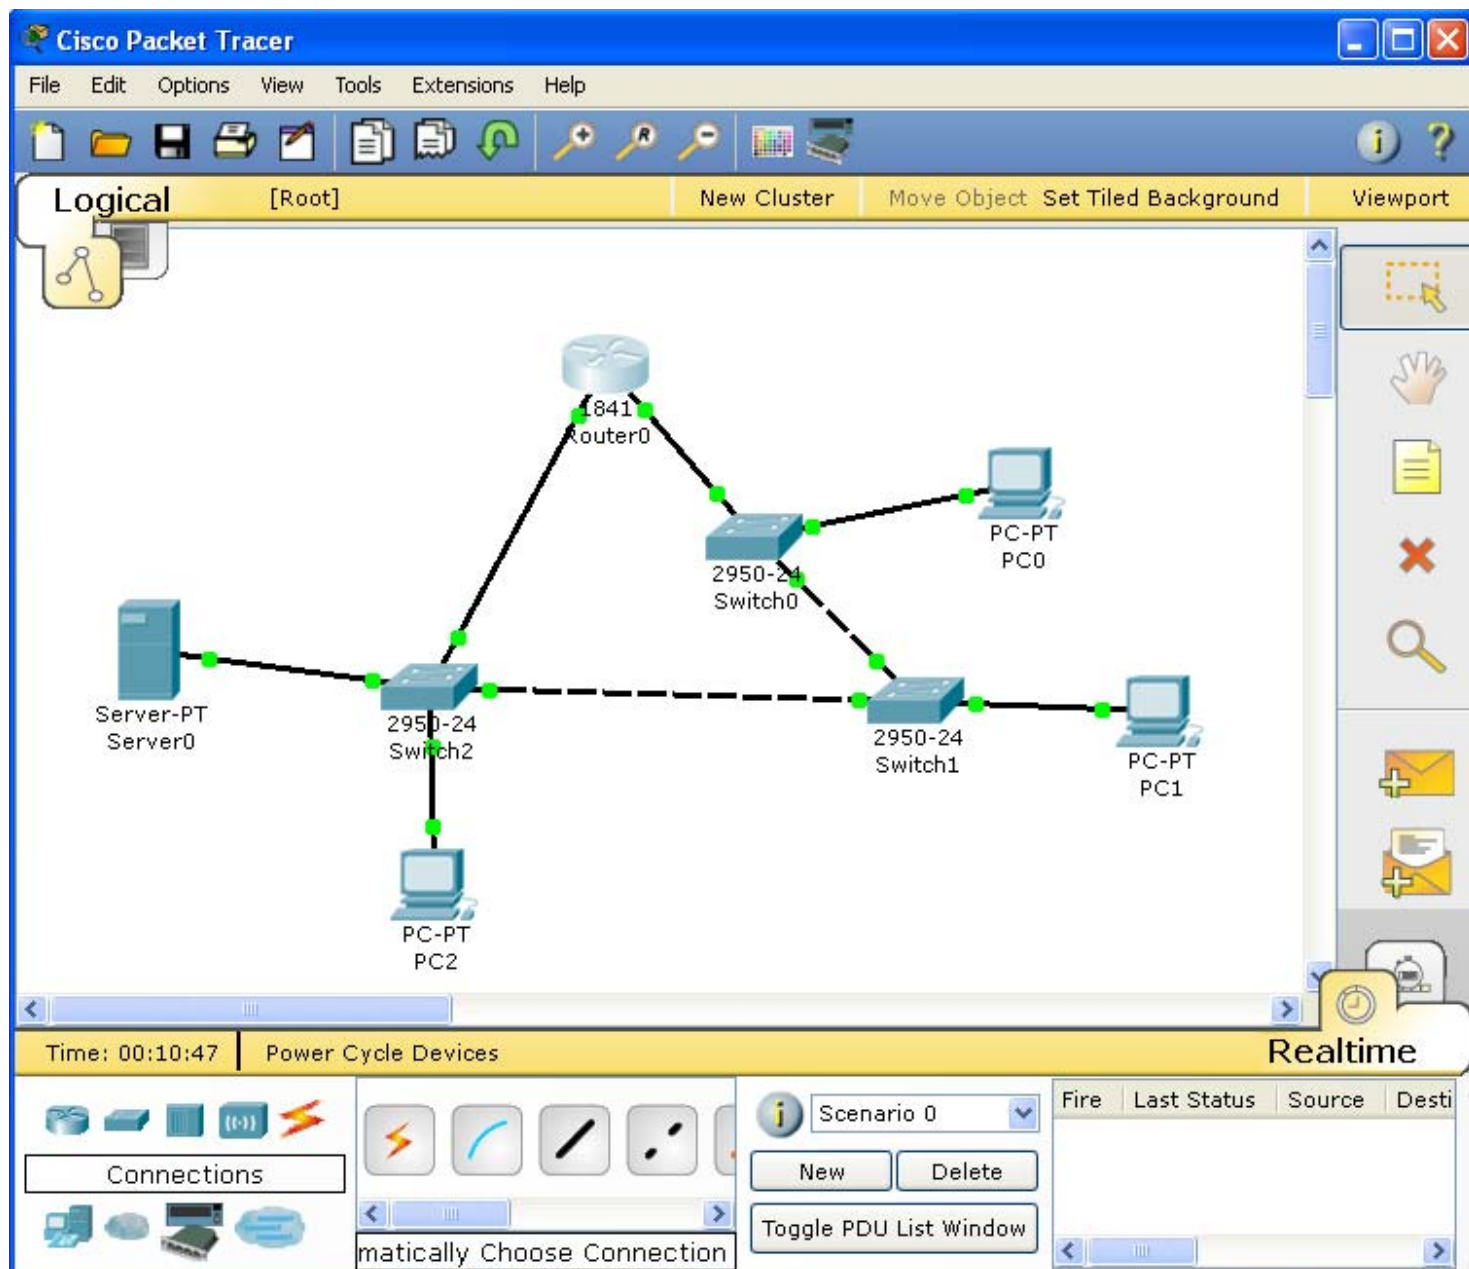 Cisco Packet Tracer
File Edit Options View Tools Extensions Help
Logical [Root] New Cluster Move Object Set Tiled Background Viewport
1841
Router0
PC-PT
PC0
2950-24
Switch0
Server-PT
Server0
2950-24
Switch2
2950-24
Switch1
PC-PT
PC1
PC-PT
PC2
Time: 00:10:47 Power Cycle Devices Realtime
Connections
matically Choose Connection
Scenario 0
New Delete
Toggle PDU List Window
Fire Last Status Source Desti